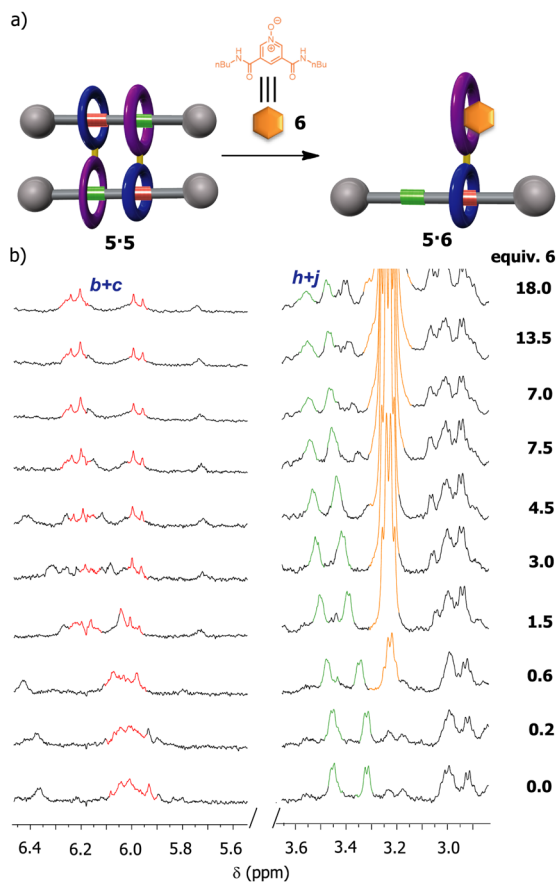 a)
O⊖
N⊕
nBu H N O
O H N nBu
6
5·5
5·6
b)
equiv. 6
b+c
h+j
18.0
13.5
7.0
7.5
4.5
3.0
1.5
0.6
0.2
0.0
6.4 6.2 6.0 5.8 5.6 3.6 3.4 3.2 3.0
δ (ppm)